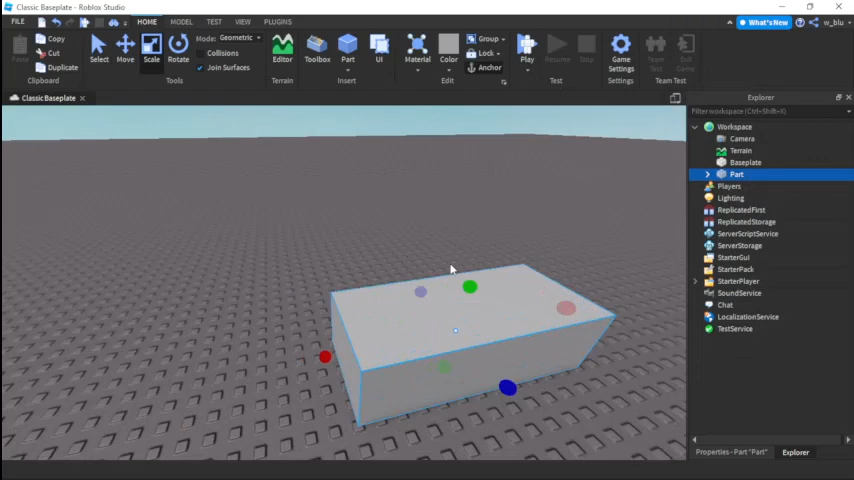 Classic Baseplate - Roblox Studio
FILE HOME MODEL TEST VIEW PLUGINS What's New w_blu
Paste Copy Cut Duplicate Clipboard
Select Move Scale Rotate Mode: Geometric Collisions Join Surfaces Tools
Editor Terrain
Toolbox Part UI Insert
Material Color Group Lock Anchor Edit
Play Resume Stop Test
Game Settings Settings
Team Test Exit Game Team Test
Classic Baseplate
Explorer
Filter workspace (Ctrl+Shift+X)
Workspace
Camera
Terrain
Baseplate
Part
Players
Lighting
ReplicatedFirst
ReplicatedStorage
ServerScriptService
ServerStorage
StarterGui
StarterPack
StarterPlayer
SoundService
Chat
LocalizationService
TestService
Properties - Part "Part" Explorer